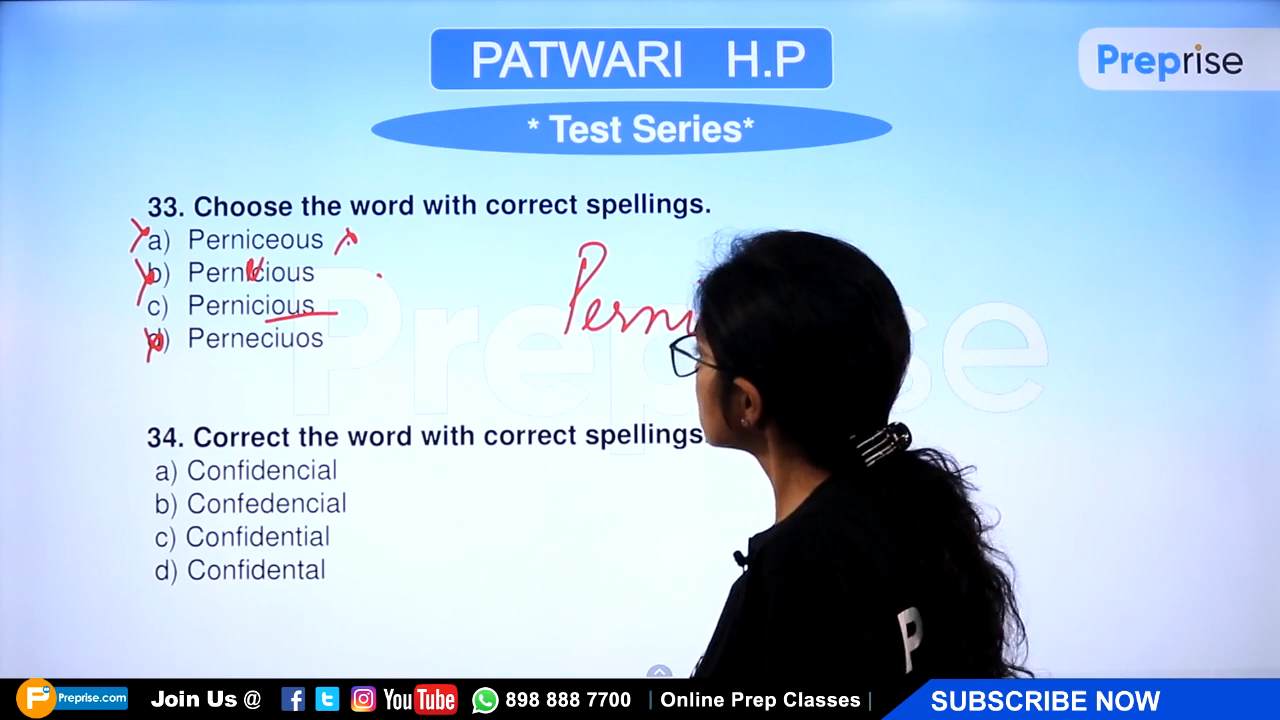 PATWARI H.P
Preprise
* Test Series*
33. Choose the word with correct spellings.
a) Perniceous
c) Pernicious
d) Perneciuos
34. Correct the word with correct spellings.
a) Confidencial
b) Confedencial
c) Confidential
d) Confidental
Preprise
P
Preprise.com Join Us @ YouTube 898 888 7700 | Online Prep Classes | SUBSCRIBE NOW